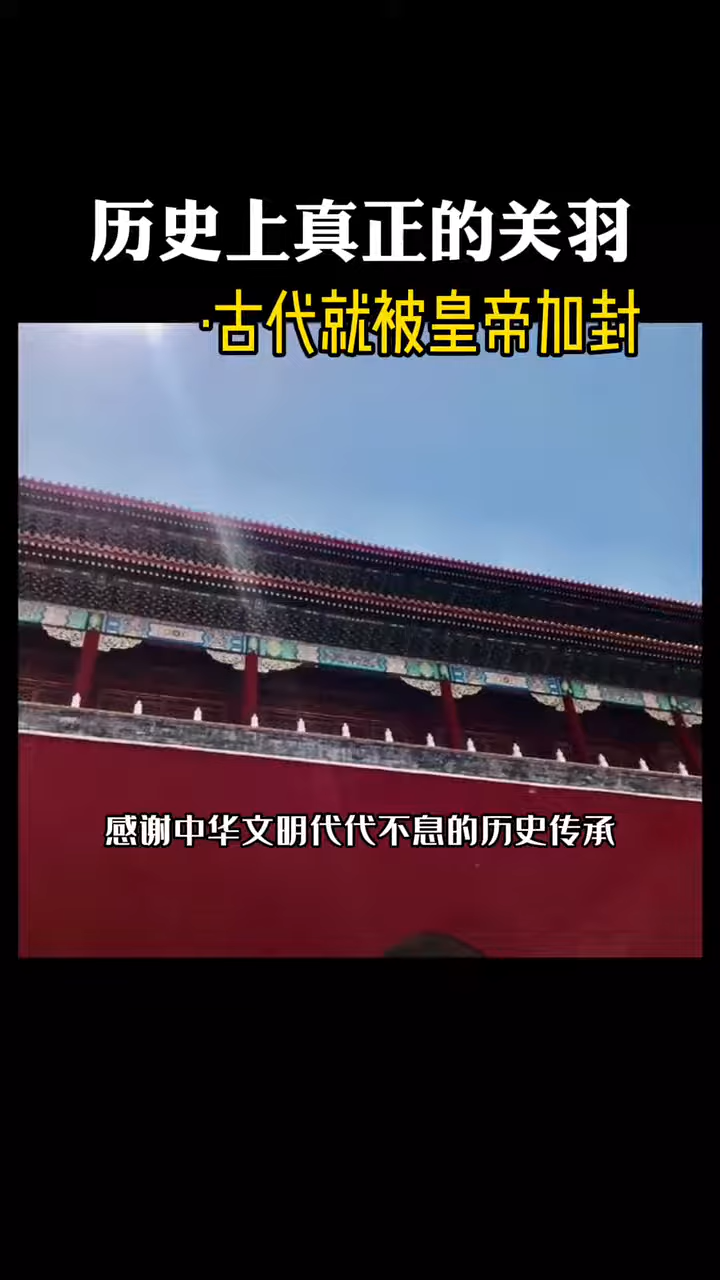 历史上真正的关羽
·古代就被皇帝加封
感谢中华文明代代不息的历史传承